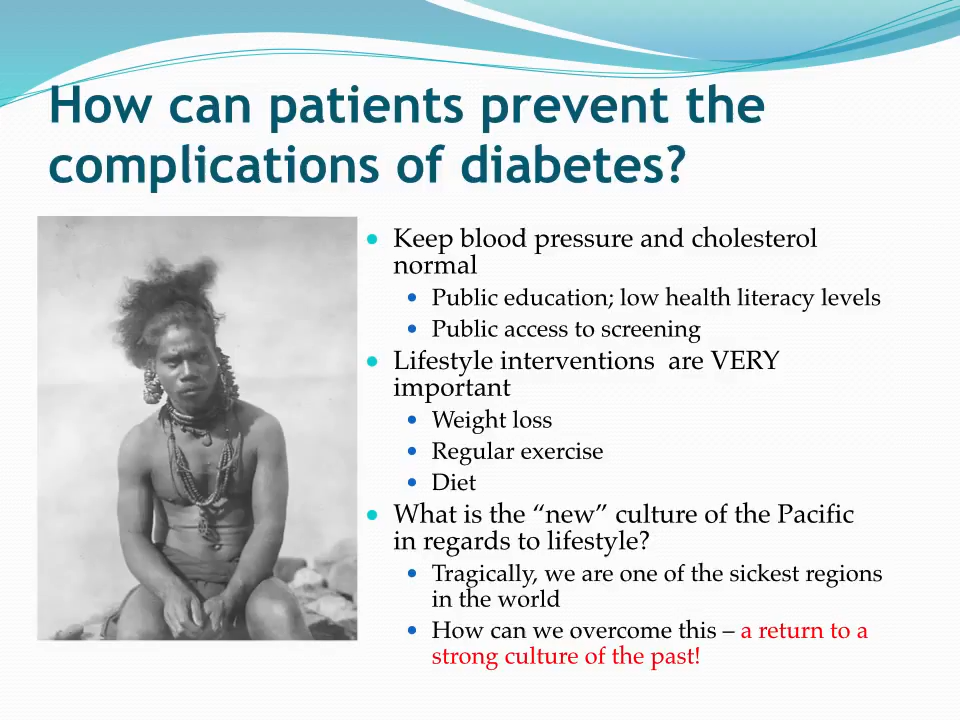 How can patients prevent the
complications of diabetes?
Keep blood pressure and cholesterol
normal
Public education; low health literacy levels
Public access to screening
Lifestyle interventions  are VERY
important
Weight loss
Regular exercise
Diet
What is the “new” culture of the Pacific
in regards to lifestyle?
Tragically, we are one of the sickest regions
in the world
How can we overcome this – a return to a
strong culture of the past!